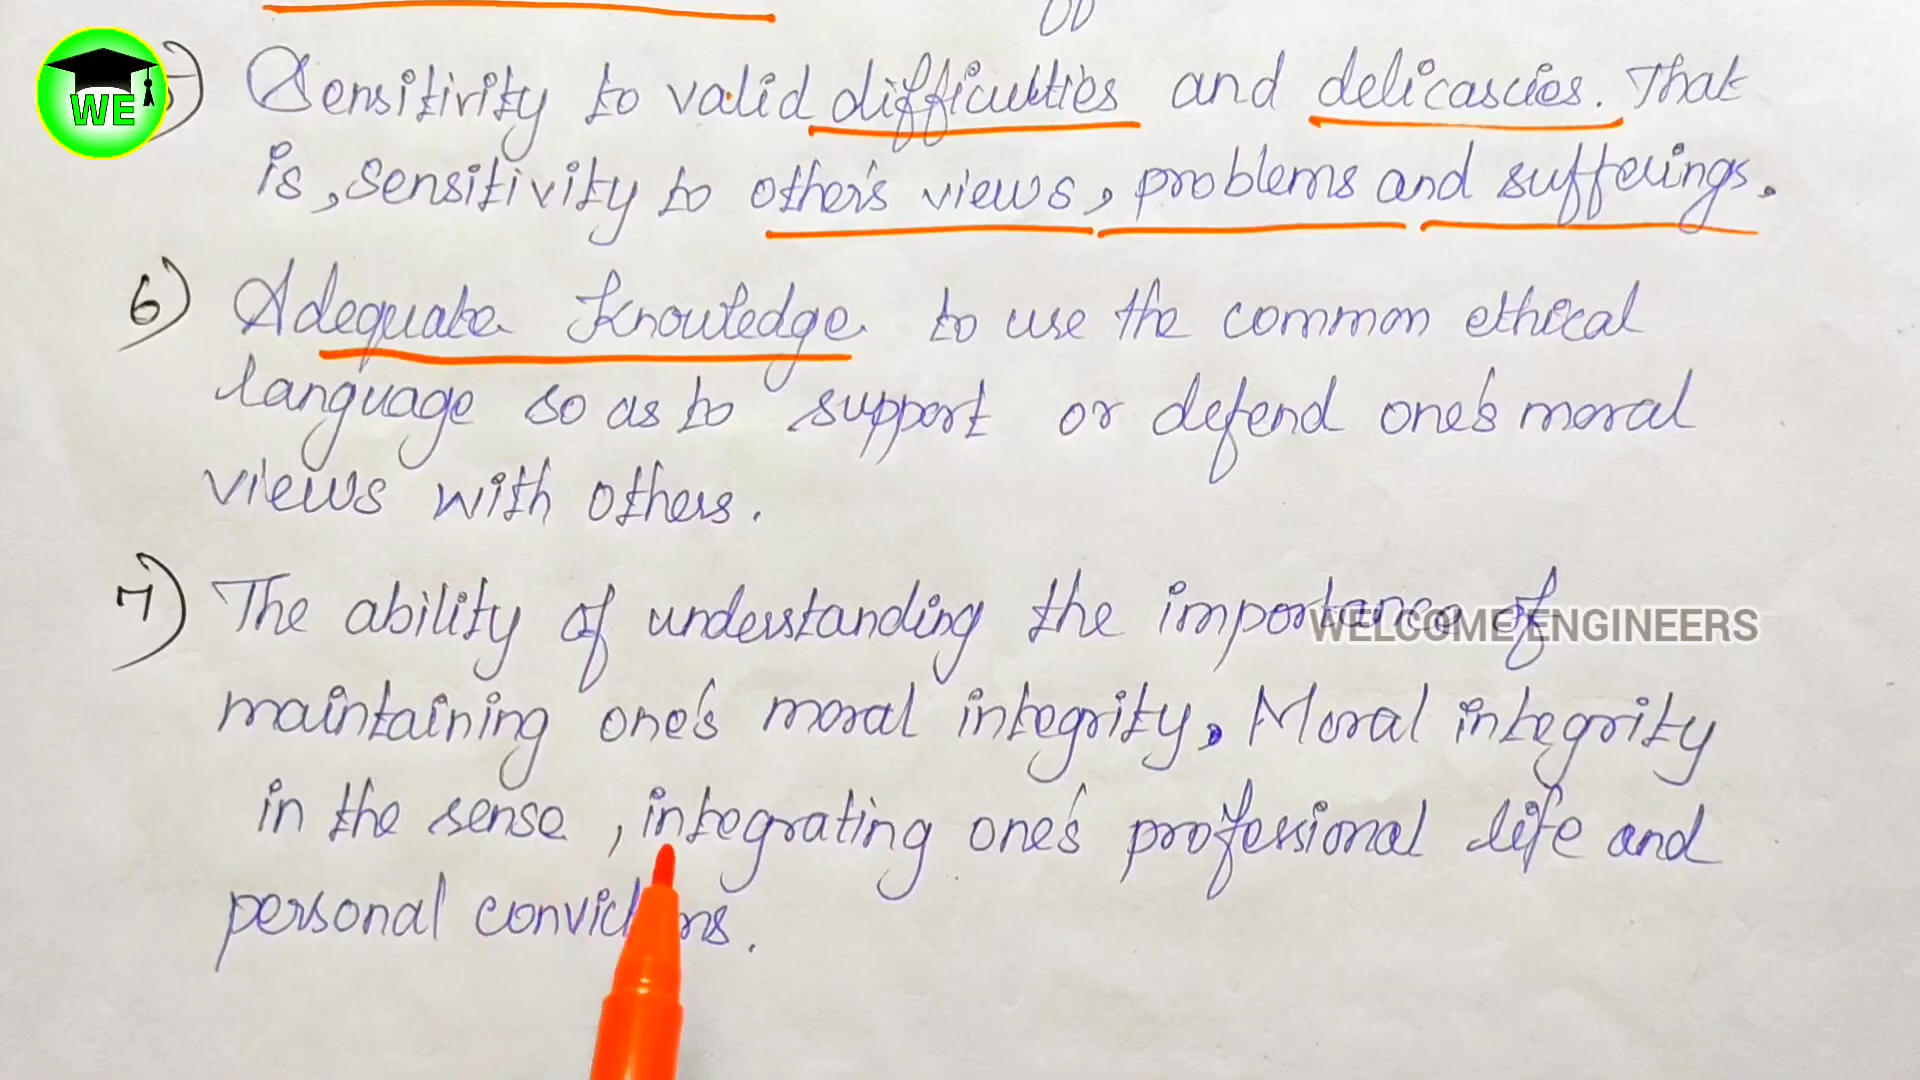 5) Sensitivity to valid difficulties and delicascies. That
is, sensitivity to other's views, problems and sufferings.
6) Adequate knowledge to use the common ethical
language so as to support or defend one's moral
views with others.
7) The ability of understanding the importance of
maintaining one's moral integrity. Moral integrity
in the sense, integrating one's professional life and
personal convictions.
WE
WELCOME ENGINEERS